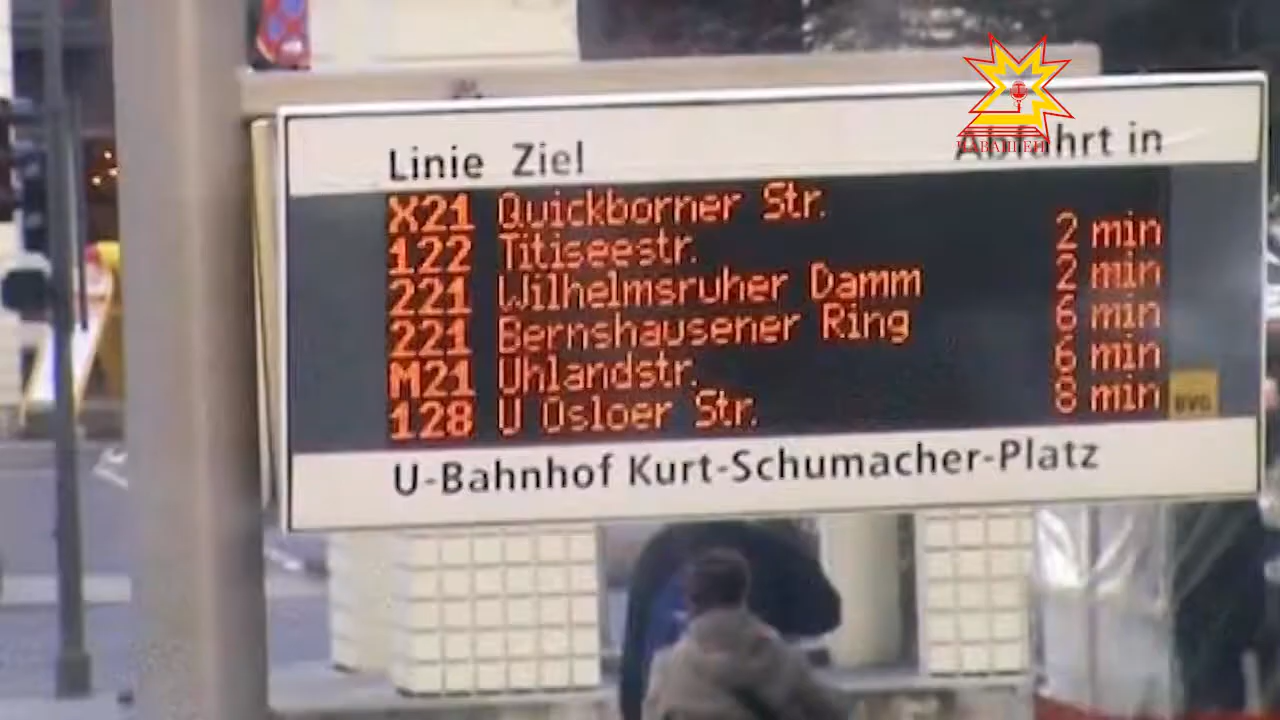 Linie Ziel Abfahrt in
X21 Quickborner Str.
122 Titiseestr. 2 min
221 Wilhelmsruher Damm 2 min
221 Bernshausener Ring 6 min
M21 Uhlandstr. 6 min
128 U Osloer Str. 8 min
BVG
U-Bahnhof Kurt-Schumacher-Platz